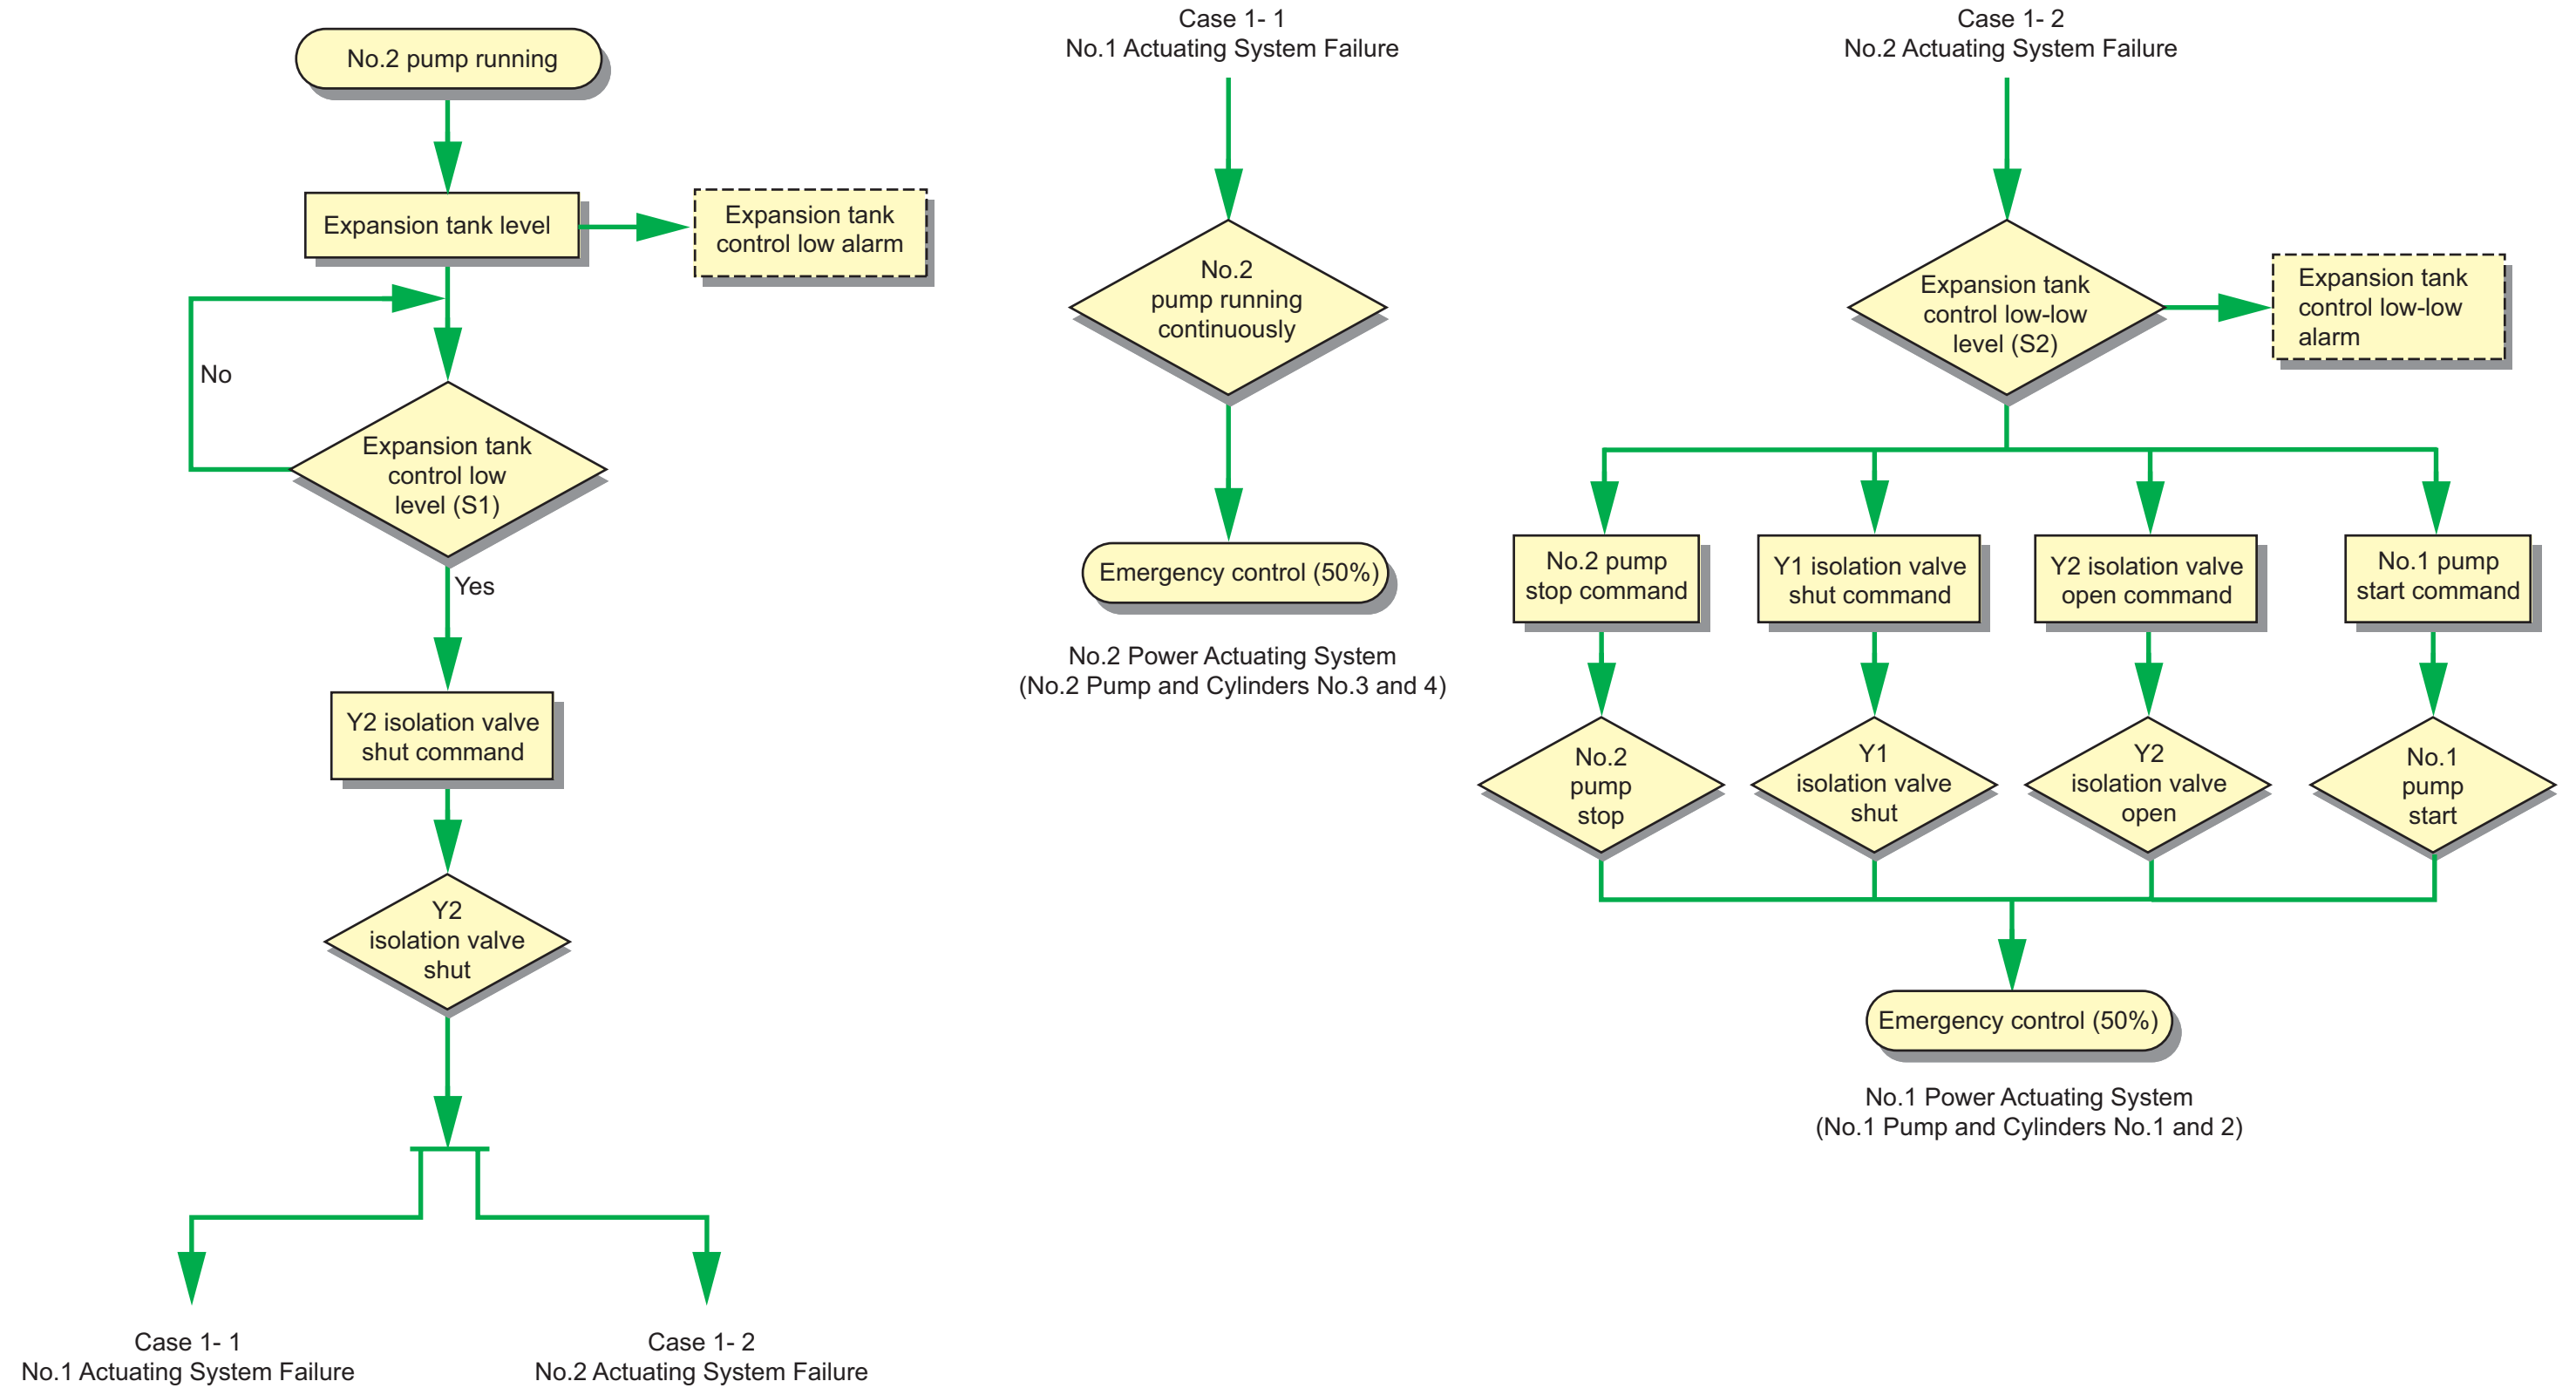 No.2 pump running
Expansion tank level
Expansion tank
control low alarm
No
Expansion tank
control low
level (S1)
Yes
Y2 isolation valve
shut command
Y2
isolation valve
shut
Case 1- 1
No.1 Actuating System Failure
Case 1- 2
No.2 Actuating System Failure
Case 1- 1
No.1 Actuating System Failure
No.2
pump running
continuously
Emergency control (50%)
No.2 Power Actuating System
(No.2 Pump and Cylinders No.3 and 4)
Case 1- 2
No.2 Actuating System Failure
Expansion tank
control low-low
level (S2)
Expansion tank
control low-low
alarm
No.2 pump
stop command
Y1 isolation valve
shut command
Y2 isolation valve
open command
No.1 pump
start command
No.2
pump
stop
Y1
isolation valve
shut
Y2
isolation valve
open
No.1
pump
start
Emergency control (50%)
No.1 Power Actuating System
(No.1 Pump and Cylinders No.1 and 2)